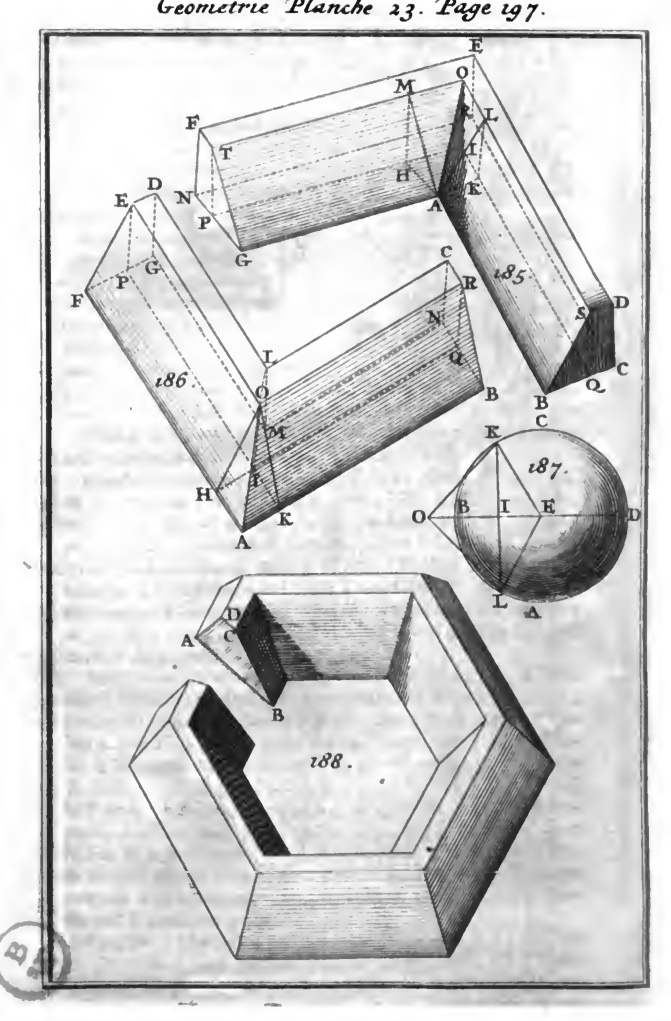 Geometrie Planche 23. Page 197.
E
O
M
F
R
L
T
I
H
K
N
D
E
P
A
G
G
P
F
C
185
R
S
D
N
L
C
186.
O
Q
Q
B
B
M
C
K
187.
H
I
O
B
I
E
D
K
A
L
A
D
A
C
B
188.
B